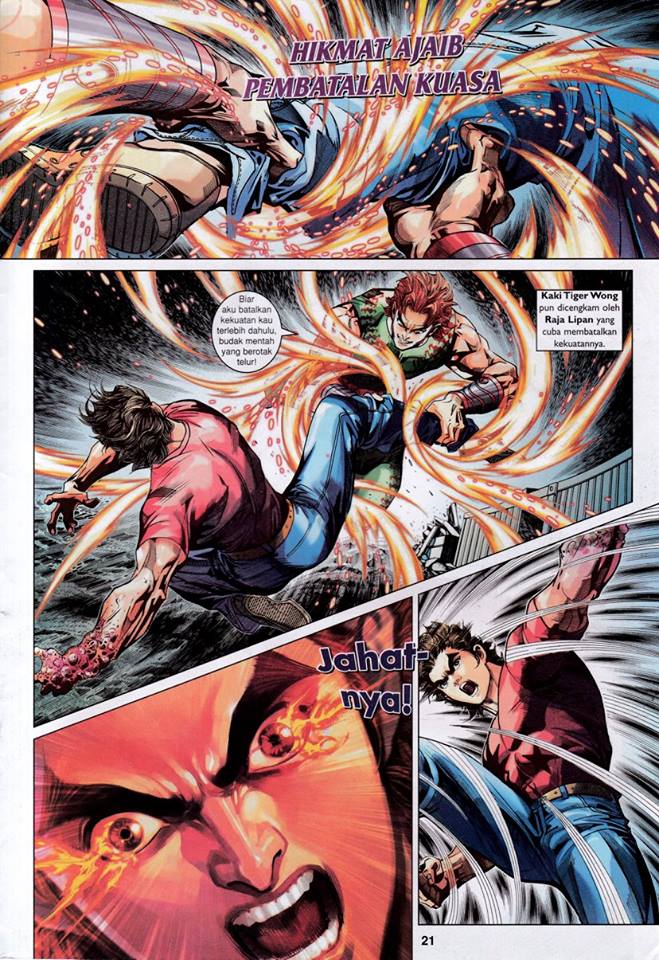 HIKMAT AJAIB
PEMBATALAN KUASA
Biar
aku batalkan
kekuatan kau
terlebih dahulu,
budak mentah
yang berotak
telur!
Kaki Tiger Wong
pun dicengkam oleh
Raja Lipan yang
cuba membatalkan
kekuatannya.
Jahat-
nya!
21